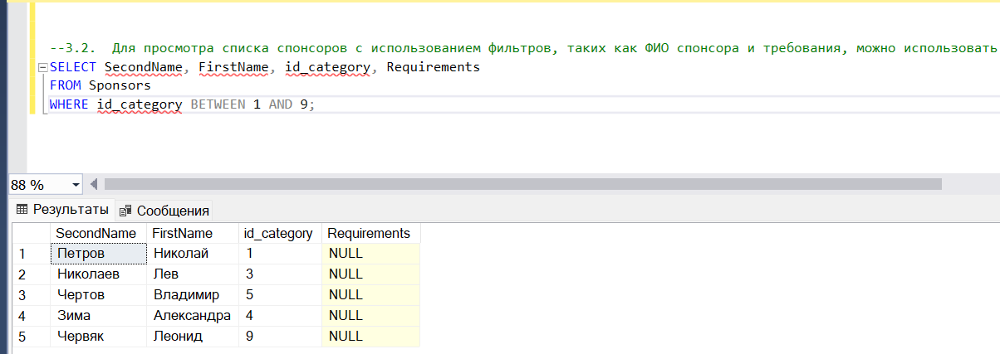 --3.2.  Для просмотра списка спонсоров с использованием фильтров, таких как ФИО спонсора и требования, можно использовать
SELECT SecondName, FirstName, id_category, Requirements
FROM Sponsors
WHERE id_category BETWEEN 1 AND 9;
88 %
Результаты Сообщения
SecondName FirstName id_category Requirements
1 Петров Николай 1 NULL
2 Николаев Лев 3 NULL
3 Чертов Владимир 5 NULL
4 Зима Александра 4 NULL
5 Червяк Леонид 9 NULL